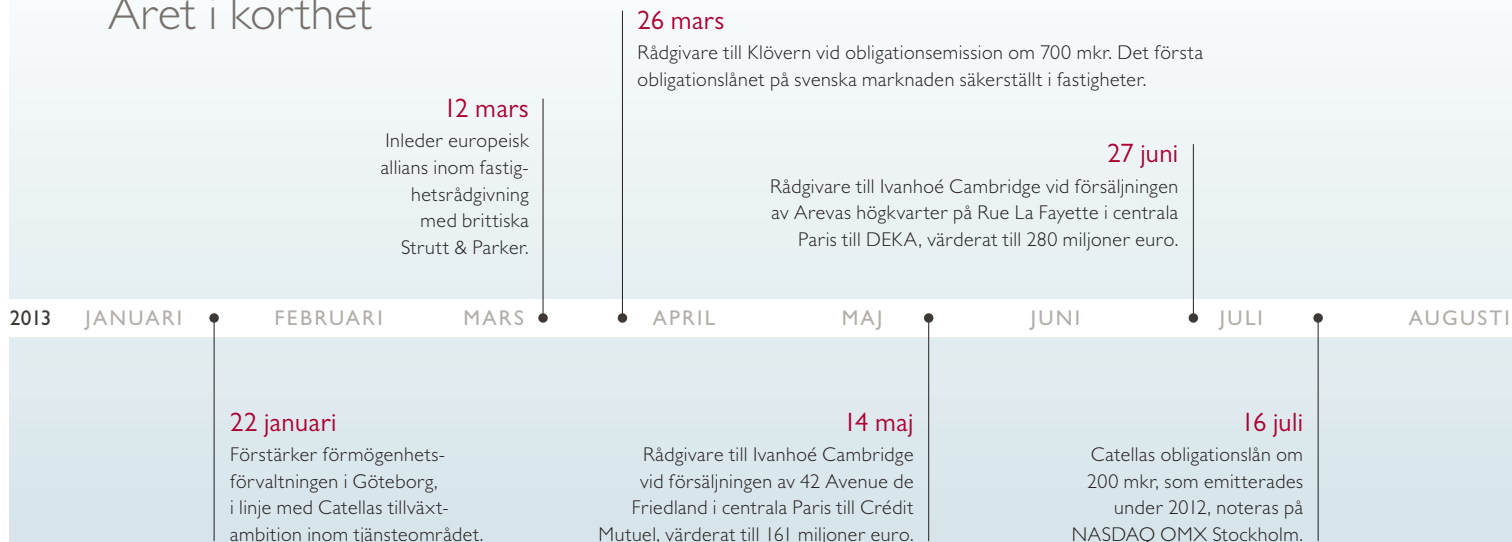 Året i korthet
26 mars
Rådgivare till Klövern vid obligationsemission om 700 mkr. Det första
obligationslånet på svenska marknaden säkerställt i fastigheter.
12 mars
Inleder europeisk
allians inom fastig-
hetsrådgivning
med brittiska
Strutt & Parker.
27 juni
Rådgivare till Ivanhoé Cambridge vid försäljningen
av Arevas högkvarter på Rue La Fayette i centrala
Paris till DEKA, värderat till 280 miljoner euro.
2013 JANUARI FEBRUARI MARS APRIL MAJ JUNI JULI AUGUSTI
22 januari
Förstärker förmögenhets-
förvaltningen i Göteborg,
i linje med Catellas tillväxt-
ambition inom tjänsteområdet.
14 maj
Rådgivare till Ivanhoé Cambridge
vid försäljningen av 42 Avenue de
Friedland i centrala Paris till Crédit
Mutuel, värderat till 161 miljoner euro.
16 juli
Catellas obligationslån om
200 mkr, som emitterades
under 2012, noteras på
NASDAQ OMX Stockholm.